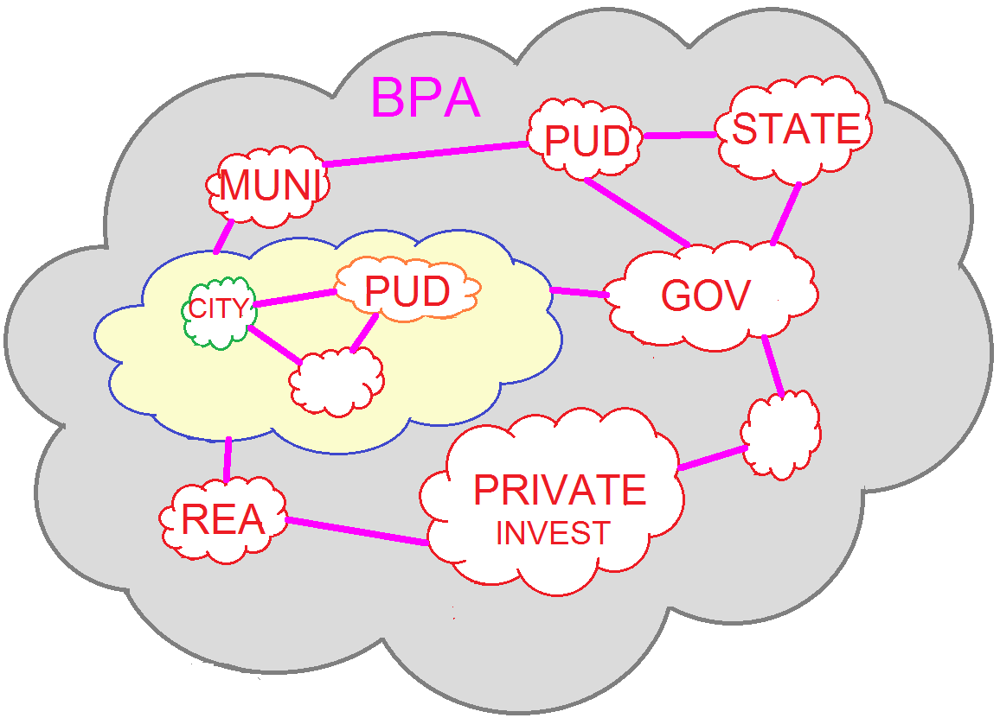 BPA
PUD
STATE
MUNI
CITY
PUD
GOV
PRIVATE
INVEST
REA